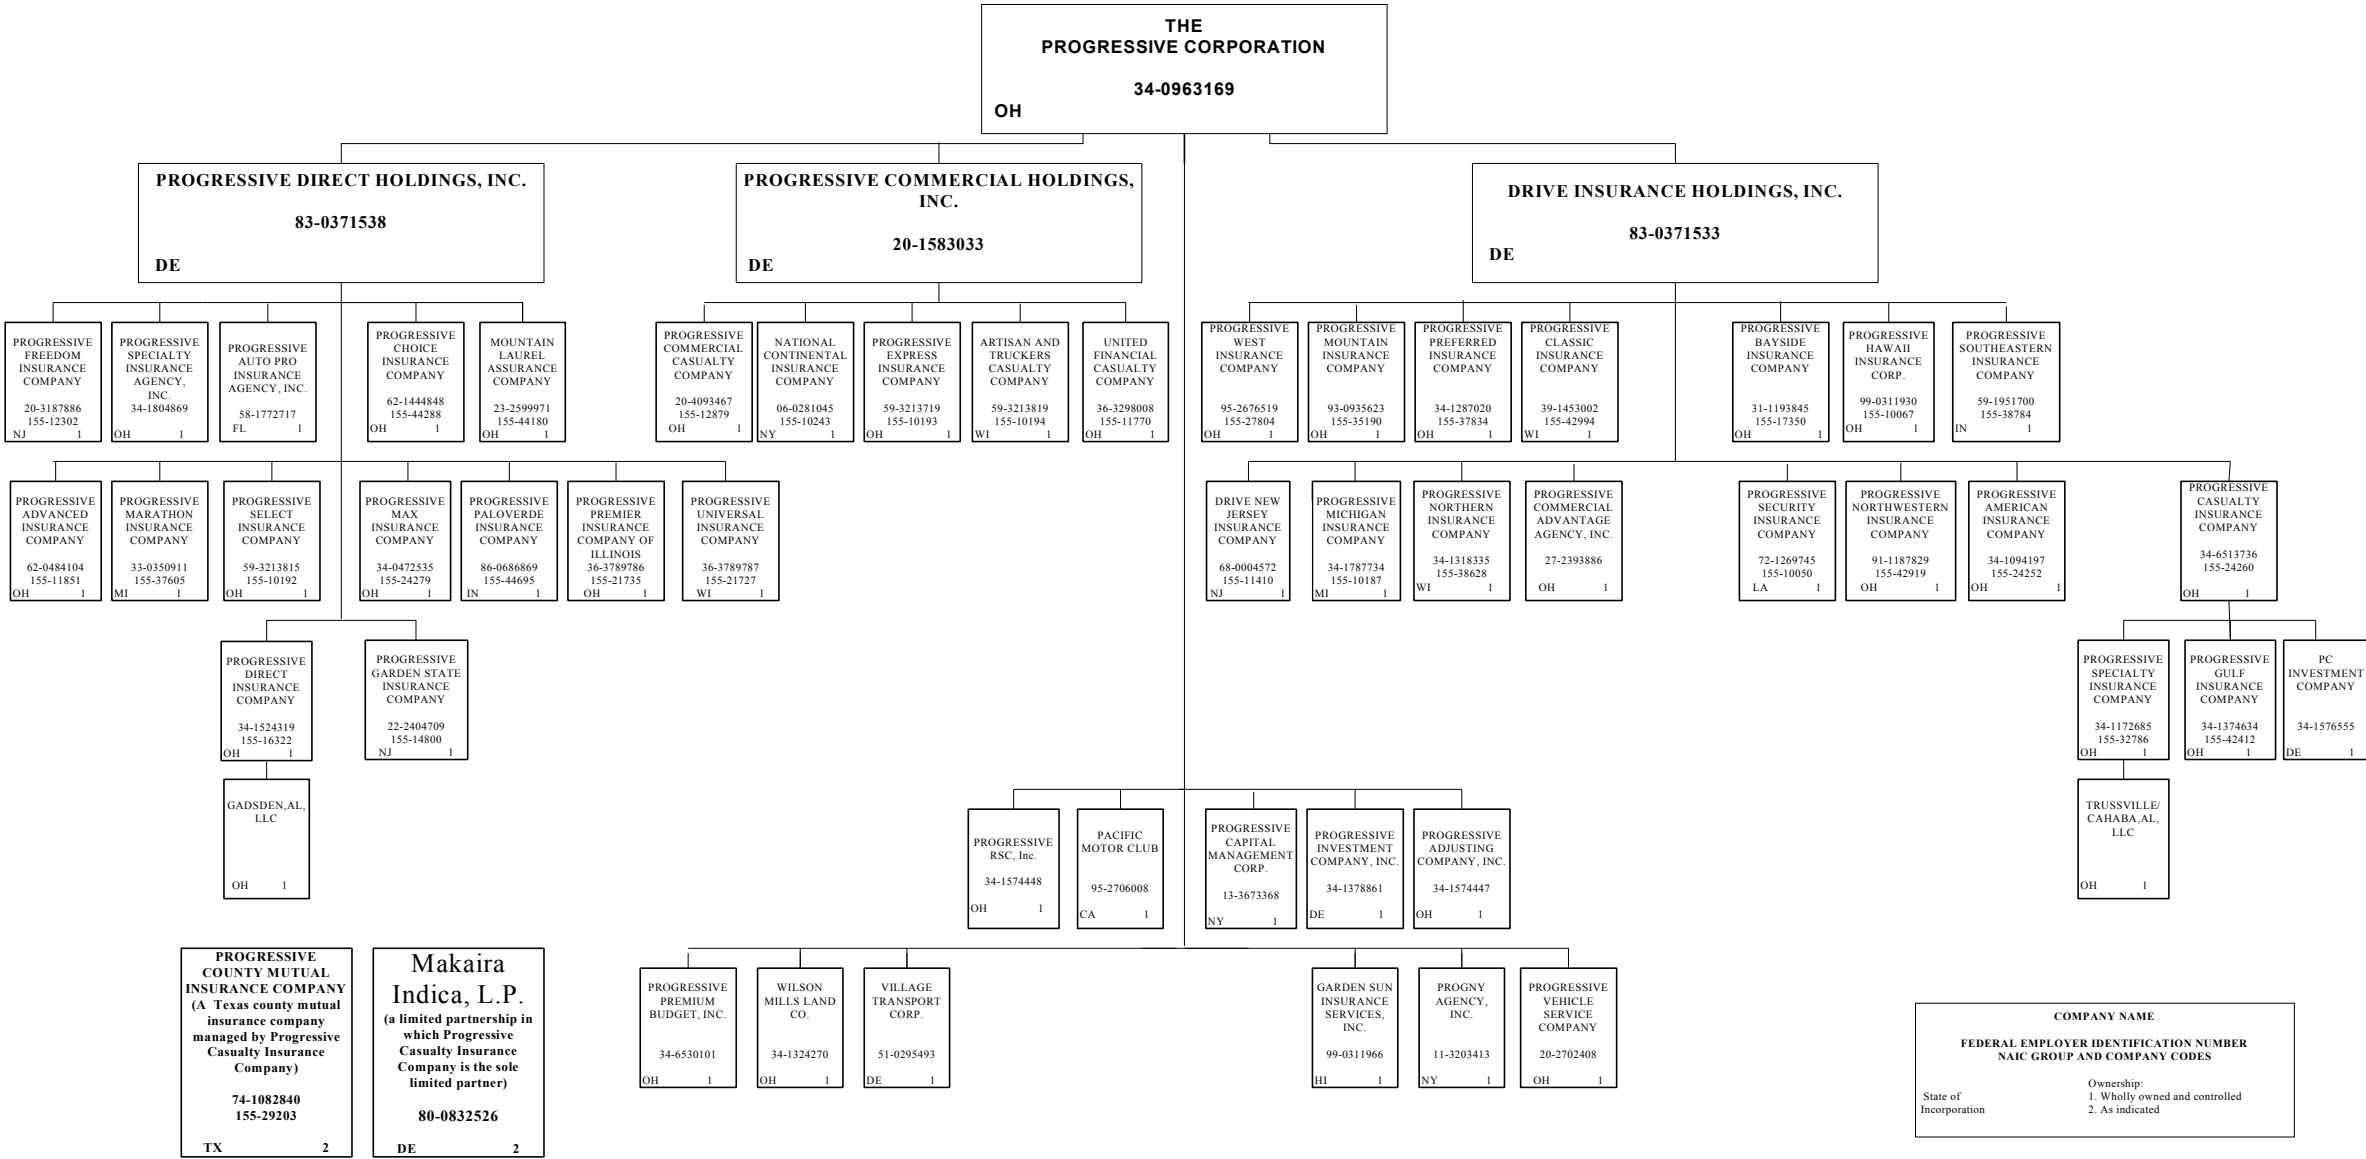 THE
PROGRESSIVE CORPORATION
34-0963169
OH
PROGRESSIVE DIRECT HOLDINGS, INC.
83-0371538
DE
PROGRESSIVE COMMERCIAL HOLDINGS,
INC.
20-1583033
DE
DRIVE INSURANCE HOLDINGS, INC.
83-0371533
DE
PROGRESSIVE
FREEDOM
INSURANCE
COMPANY
20-3187886
155-12302
NJ 1
PROGRESSIVE
SPECIALTY
INSURANCE
AGENCY,
INC.
34-1804869
OH 1
PROGRESSIVE
AUTO PRO
INSURANCE
AGENCY, INC.
58-1772717
FL 1
PROGRESSIVE
CHOICE
INSURANCE
COMPANY
62-1444848
155-44288
OH 1
MOUNTAIN
LAUREL
ASSURANCE
COMPANY
23-2599971
155-44180
OH 1
PROGRESSIVE
COMMERCIAL
CASUALTY
COMPANY
20-4093467
155-12879
OH 1
NATIONAL
CONTINENTAL
INSURANCE
COMPANY
06-0281045
155-10243
NY 1
PROGRESSIVE
EXPRESS
INSURANCE
COMPANY
59-3213719
155-10193
OH 1
ARTISAN AND
TRUCKERS
CASUALTY
COMPANY
59-3213819
155-10194
WI 1
UNITED
FINANCIAL
CASUALTY
COMPANY
36-3298008
155-11770
OH 1
PROGRESSIVE
WEST
INSURANCE
COMPANY
95-2676519
155-27804
OH 1
PROGRESSIVE
MOUNTAIN
INSURANCE
COMPANY
93-0935623
155-35190
OH 1
PROGRESSIVE
PREFERRED
INSURANCE
COMPANY
34-1287020
155-37834
OH 1
PROGRESSIVE
CLASSIC
INSURANCE
COMPANY
39-1453002
155-42994
WI 1
PROGRESSIVE
BAYSIDE
INSURANCE
COMPANY
31-1193845
155-17350
OH 1
PROGRESSIVE
HAWAII
INSURANCE
CORP.
99-0311930
155-10067
OH 1
PROGRESSIVE
SOUTHEASTERN
INSURANCE
COMPANY
59-1951700
155-38784
IN 1
PROGRESSIVE
ADVANCED
INSURANCE
COMPANY
62-0484104
155-11851
OH 1
PROGRESSIVE
MARATHON
INSURANCE
COMPANY
33-0350911
155-37605
MI 1
PROGRESSIVE
SELECT
INSURANCE
COMPANY
59-3213815
155-10192
OH 1
PROGRESSIVE
MAX
INSURANCE
COMPANY
34-0472535
155-24279
OH 1
PROGRESSIVE
PALOVERDE
INSURANCE
COMPANY
86-0686869
155-44695
IN 1
PROGRESSIVE
PREMIER
INSURANCE
COMPANY OF
ILLINOIS
36-3789786
155-21735
OH 1
PROGRESSIVE
UNIVERSAL
INSURANCE
COMPANY
36-3789787
155-21727
WI 1
DRIVE NEW
JERSEY
INSURANCE
COMPANY
68-0004572
155-11410
NJ 1
PROGRESSIVE
MICHIGAN
INSURANCE
COMPANY
34-1787734
155-10187
MI 1
PROGRESSIVE
NORTHERN
INSURANCE
COMPANY
34-1318335
155-38628
WI 1
PROGRESSIVE
COMMERCIAL
ADVANTAGE
AGENCY, INC.
27-2393886
OH 1
PROGRESSIVE
SECURITY
INSURANCE
COMPANY
72-1269745
155-10050
LA 1
PROGRESSIVE
NORTHWESTERN
INSURANCE
COMPANY
91-1187829
155-42919
OH 1
PROGRESSIVE
AMERICAN
INSURANCE
COMPANY
34-1094197
155-24252
OH 1
PROGRESSIVE
CASUALTY
INSURANCE
COMPANY
34-6513736
155-24260
OH 1
PROGRESSIVE
DIRECT
INSURANCE
COMPANY
34-1524319
155-16322
OH 1
PROGRESSIVE
GARDEN STATE
INSURANCE
COMPANY
22-2404709
155-14800
NJ 1
PROGRESSIVE
SPECIALTY
INSURANCE
COMPANY
34-1172685
155-32786
OH 1
PROGRESSIVE
GULF
INSURANCE
COMPANY
34-1374634
155-42412
OH 1
PC
INVESTMENT
COMPANY
34-1576555
DE 1
GADSDEN,AL,
LLC
OH 1
TRUSSVILLE/
CAHABA,AL,
LLC
OH 1
PROGRESSIVE
RSC, Inc.
34-1574448
OH 1
PACIFIC
MOTOR CLUB
95-2706008
CA 1
PROGRESSIVE
CAPITAL
MANAGEMENT
CORP.
13-3673368
NY 1
PROGRESSIVE
INVESTMENT
COMPANY, INC.
34-1378861
DE 1
PROGRESSIVE
ADJUSTING
COMPANY, INC.
34-1574447
OH 1
PROGRESSIVE
COUNTY MUTUAL
INSURANCE COMPANY
(A Texas county mutual
insurance company
managed by Progressive
Casualty Insurance
Company)
74-1082840
155-29203
TX 2
Makaira
Indica, L.P.
(a limited partnership in
which Progressive
Casualty Insurance
Company is the sole
limited partner)
80-0832526
DE 2
PROGRESSIVE
PREMIUM
BUDGET, INC.
34-6530101
OH 1
WILSON
MILLS LAND
CO.
34-1324270
OH 1
VILLAGE
TRANSPORT
CORP.
51-0295493
DE 1
GARDEN SUN
INSURANCE
SERVICES,
INC.
99-0311966
HI 1
PROGNY
AGENCY,
INC.
11-3203413
NY 1
PROGRESSIVE
VEHICLE
SERVICE
COMPANY
20-2702408
OH 1
COMPANY NAME
FEDERAL EMPLOYER IDENTIFICATION NUMBER
NAIC GROUP AND COMPANY CODES
Ownership:
State of 1. Wholly owned and controlled
Incorporation 2. As indicated